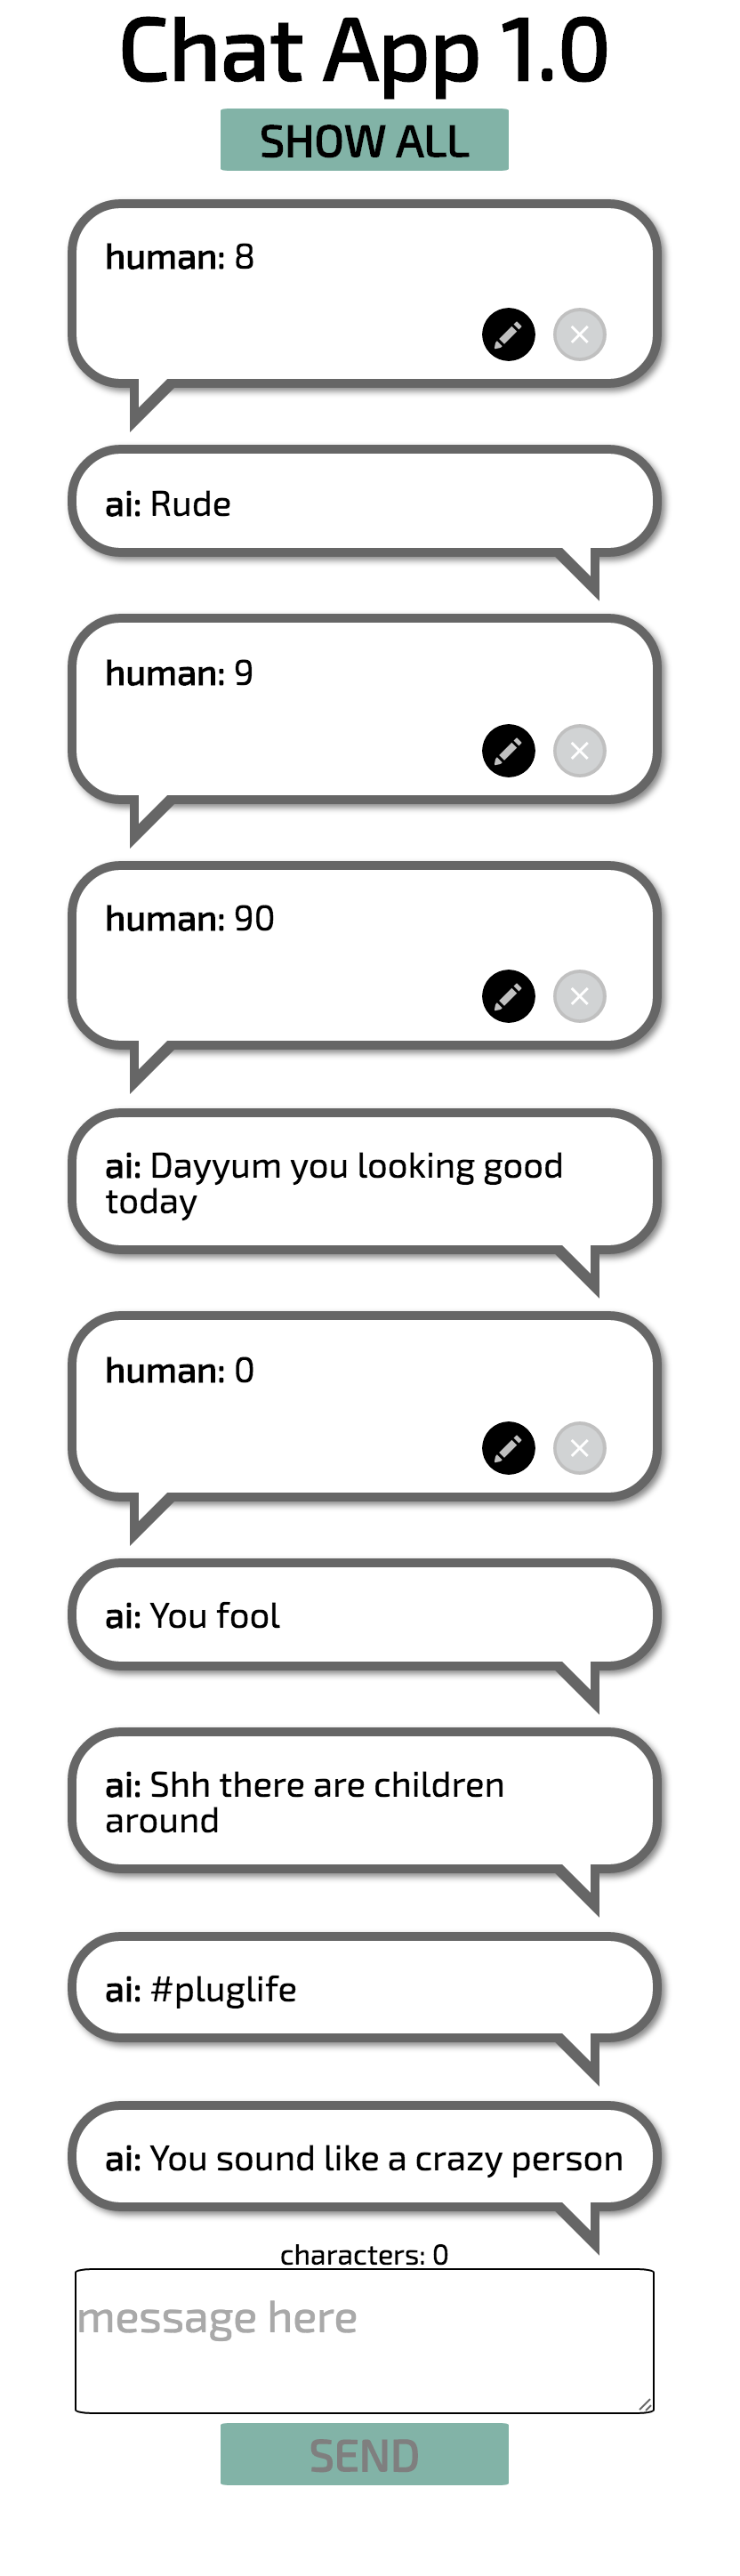 Chat App 1.0
SHOW ALL
human: 8
ai: Rude
human: 9
human: 90
ai: Dayyum you looking good
today
human: 0
ai: You fool
ai: Shh there are children
around
ai: #pluglife
ai: You sound like a crazy person
characters: 0
message here
SEND